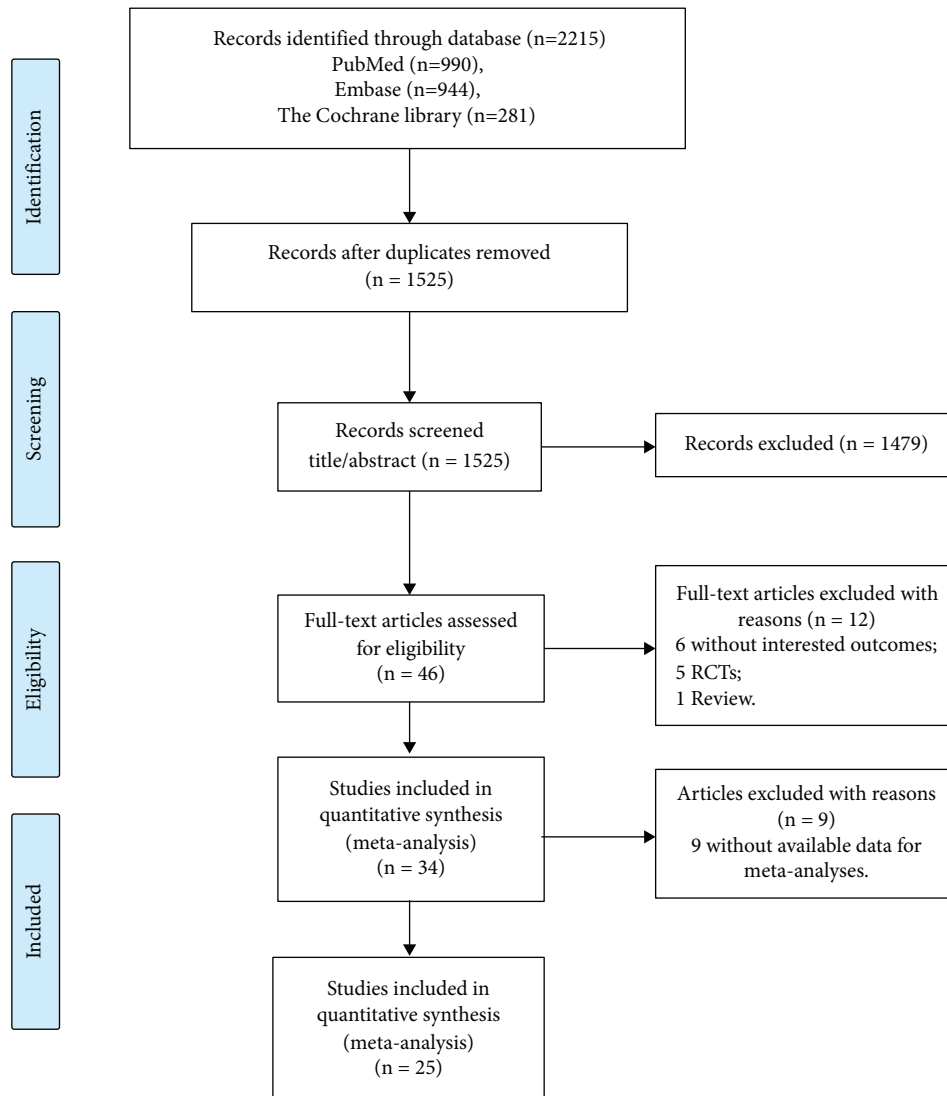 Identification
Records identified through database (n=2215)
PubMed (n=990),
Embase (n=944),
The Cochrane library (n=281)
Records after duplicates removed
(n = 1525)
Screening
Records screened
title/abstract (n = 1525)
Records excluded (n = 1479)
Eligibility
Full-text articles assessed
for eligibility
(n = 46)
Full-text articles excluded with
reasons (n = 12)
6 without interested outcomes;
5 RCTs;
1 Review.
Included
Studies included in
quantitative synthesis
(meta-analysis)
n = 34)
Articles excluded with reasons
(n = 9)
9 without available data for
meta-analyses.
Studies included in
quantitative synthesis
(meta-analysis)
n = 25)